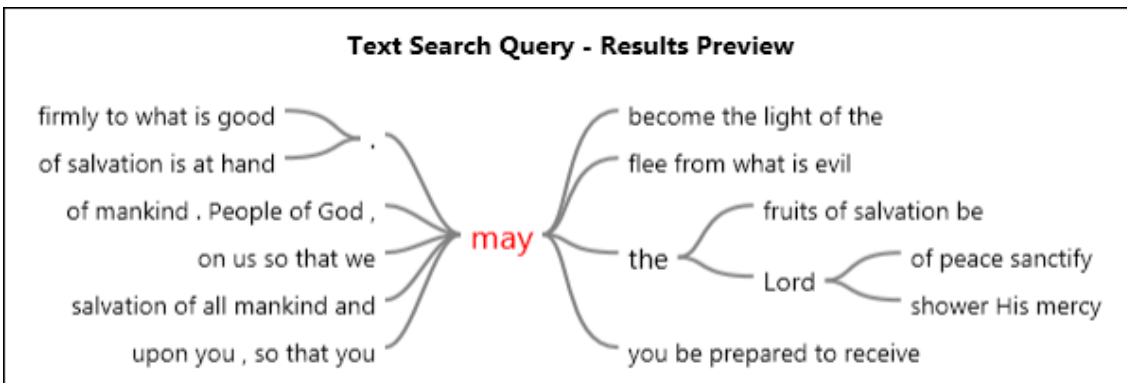 Text Search Query - Results Preview
firmly to what is good
of salvation is at hand
.
of mankind . People of God ,
on us so that we
salvation of all mankind and
upon you , so that you
may
become the light of the
flee from what is evil
the
fruits of salvation be
Lord
of peace sanctify
shower His mercy
you be prepared to receive